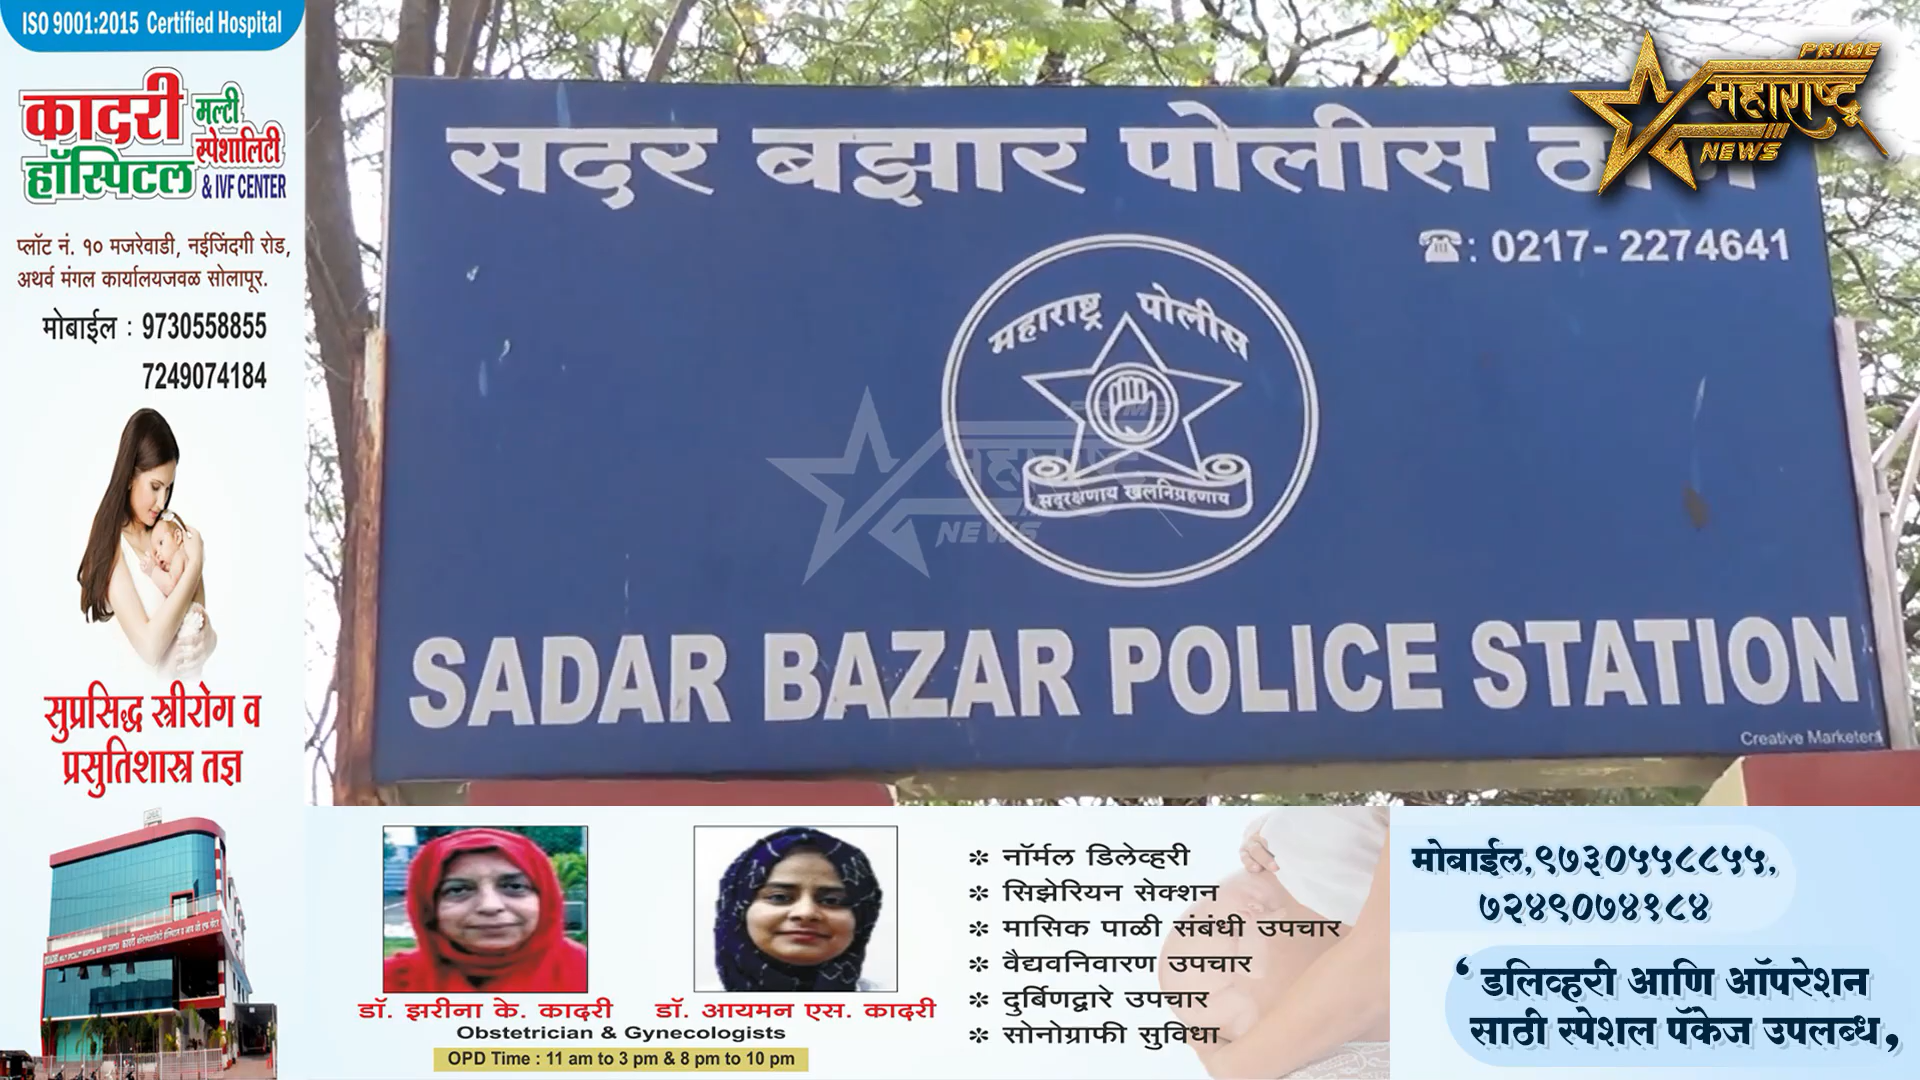 ISO 9001:2015 Certified Hospital
कादरी मल्टी
हॉस्पिटल स्पेशालिटी
& IVF CENTER
प्लॉट नं. १० मजरेवाडी, नईजिंदगी रोड,
अथर्व मंगल कार्यालयजवळ सोलापूर.
मोबाईल : 9730558855
7249074184
सुप्रसिद्ध स्त्रीरोग व
प्रसुतिशास्त्र तज्ञ
PRIME
महाराष्ट्र
NEWS
सदर बझार पोलीस
☎: 0217- 2274641
महाराष्ट्र पोलीस
सद्रक्षणाय खलनिग्रहणाय
PRIME
महाराष्ट्र
NEWS
SADAR BAZAR POLICE STATION
Creative Marketers
डॉ. झरीना के. कादरी
डॉ. आयमन एस. कादरी
Obstetrician & Gynecologists
OPD Time : 11 am to 3 pm & 8 pm to 10 pm
❊ नॉर्मल डिलेव्हरी
❊ सिझेरियन सेक्शन
❊ मासिक पाळी संबंधी उपचार
❊ वैद्यवनिवारण उपचार
❊ दुर्बिणद्वारे उपचार
❊ सोनोग्राफी सुविधा
मोबाईल,९७३०५५८८५५,
७२४९०७४१८४
‘ डलिव्हरी आणि ऑपरेशन
साठी स्पेशल पॅकेज उपलब्ध,